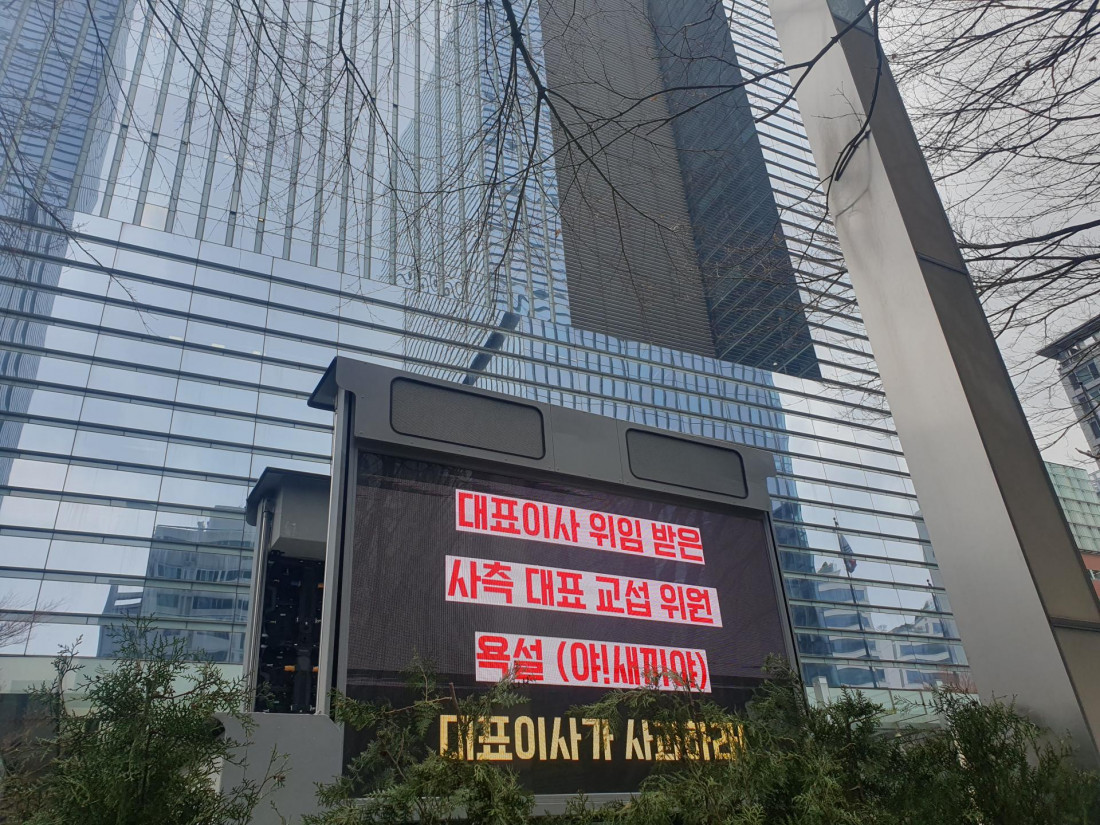 대표이사 위임 받은
사측 대표 교섭 위원
욕설 (야!새끼야)
대표이사가 사과하라